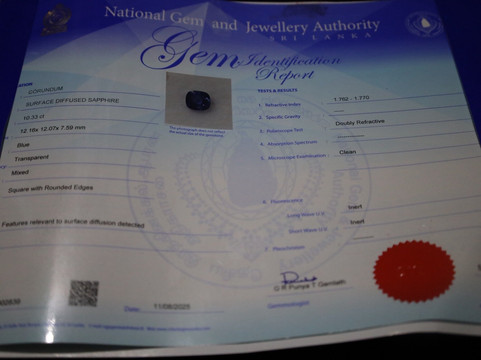 National Gem and Jewellery Authority
SRI LANKA
Gem Identification
Report
CORUNDUM
SURFACE DIFFUSED SAPPHIRE
10.33 ct
12.16x 12.07x 7.59 mm
Blue
Transparent
Mixed
Square with Rounded Edges
Features relevant to surface diffusion detected
TESTS & RESULTS
1. Refractive Index
1.762 - 1.770
2. Specific Gravity
3. Polariscope Test
Doubly Refractive
4. Absorption Spectrum
5. Microscope Examination
Clean
6. Fluorescence
Long Wave U.V
Inert
Short Wave U.V
Inert
7. Pleochroism
Date: 11/08/2025
G R Punya T Gamlath
Gemmologist